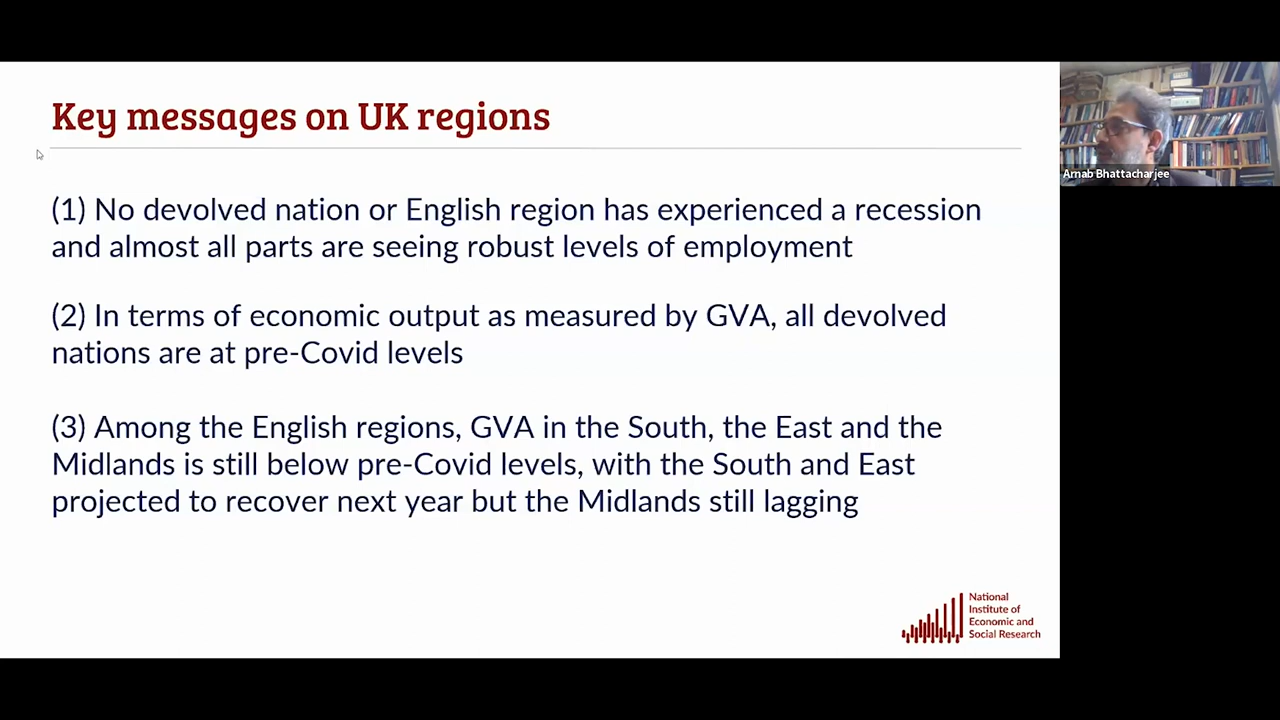 Key messages on UK regions
(1) No devolved nation or English region has experienced a recession
and almost all parts are seeing robust levels of employment
(2) In terms of economic output as measured by GVA, all devolved
nations are at pre-Covid levels
(3) Among the English regions, GVA in the South, the East and the
Midlands is still below pre-Covid levels, with the South and East
projected to recover next year but the Midlands still lagging
National
Institute of
Economic and
Social Research
Arnab Bhattacharjee